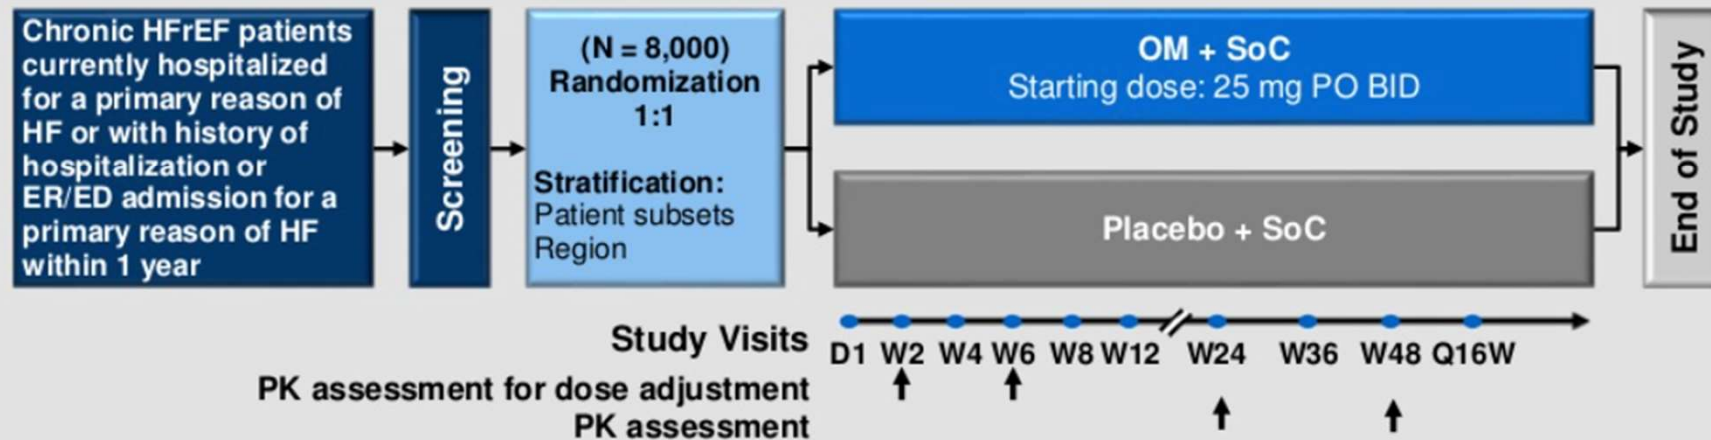 Chronic HFrEF patients
currently hospitalized
for a primary reason of
HF or with history of
hospitalization or
ER/ED admission for a
primary reason of HF
within 1 year
Screening
(N = 8,000)
Randomization
1:1
Stratification:
Patient subsets
Region
OM + SoC
Starting dose: 25 mg PO BID
Placebo + SoC
End of Study
Study Visits
D1 W2 W4 W6 W8 W12 W24 W36 W48 Q16W
PK assessment for dose adjustment
PK assessment